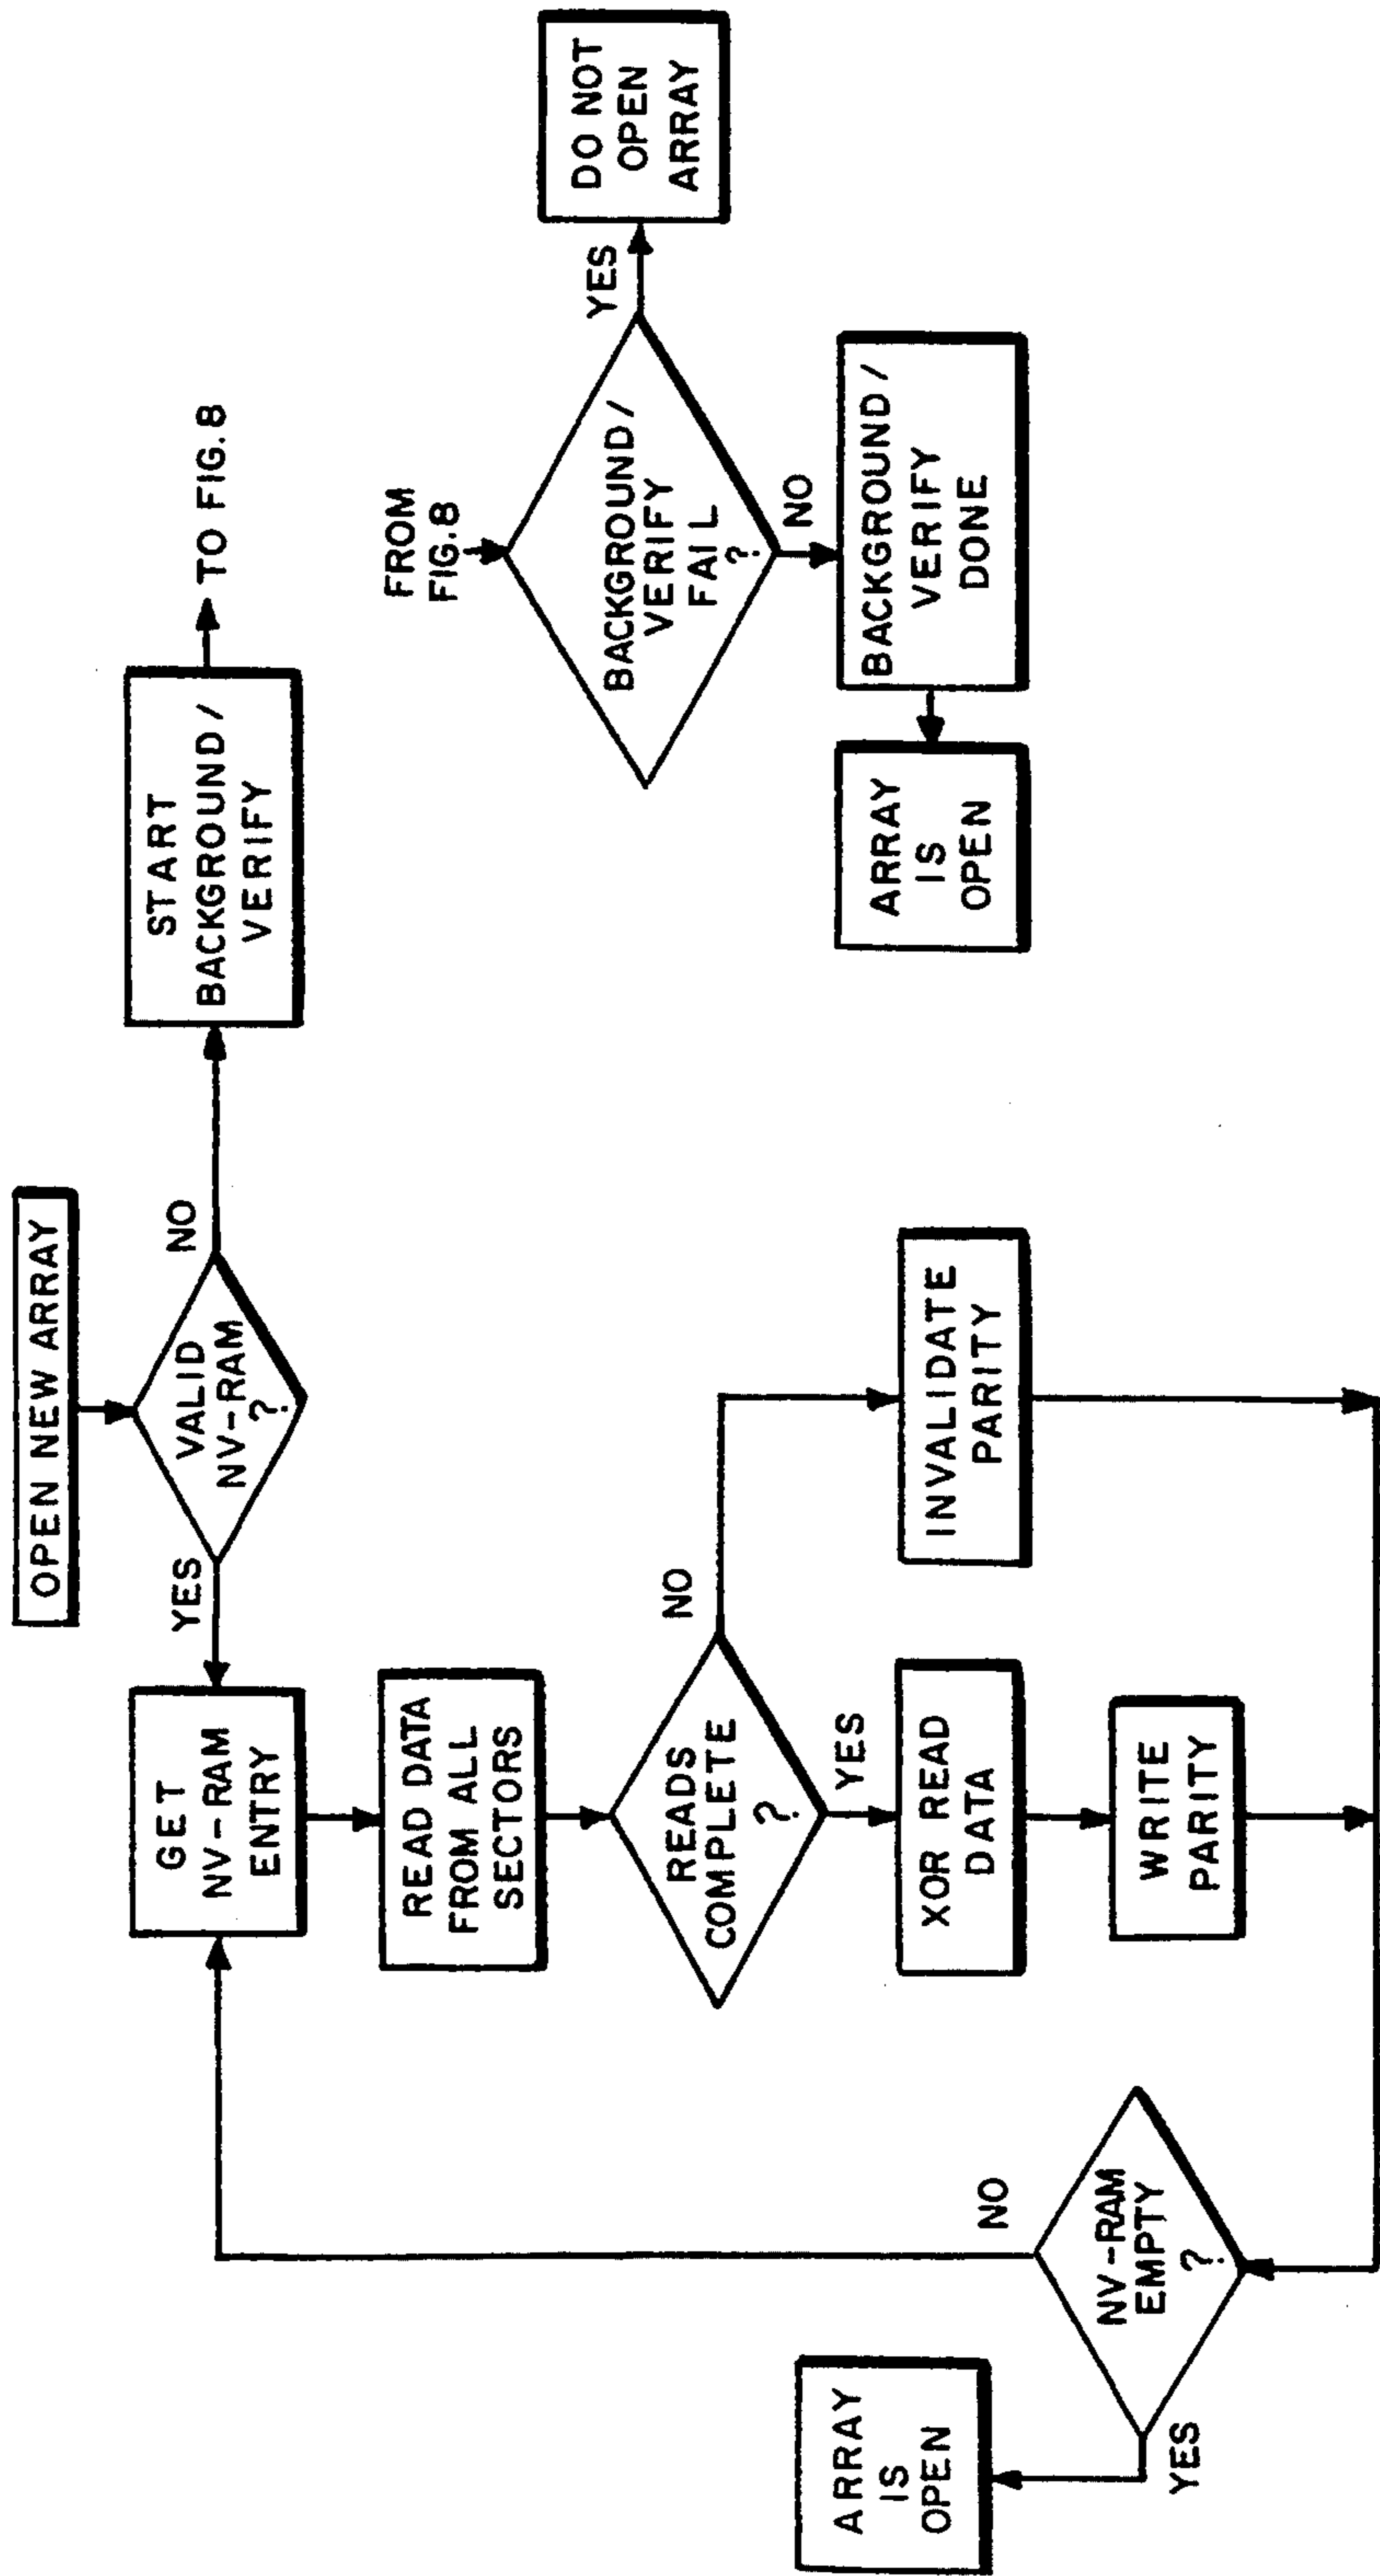 OPEN NEW ARRAY
VALID
NV-RAM
?
YES
NO
GET
NV-RAM
ENTRY
START
BACKGROUND/
VERIFY
TO FIG. 8
READ DATA
FROM ALL
SECTORS
READS
COMPLETE
?
NO
YES
XOR READ
DATA
INVALIDATE
PARITY
WRITE
PARITY
NV-RAM
EMPTY
?
NO
YES
ARRAY
IS
OPEN
FROM
FIG. 8
BACKGROUND/
VERIFY
FAIL
?
YES
DO NOT
OPEN
ARRAY
NO
BACKGROUND/
VERIFY
DONE
ARRAY
IS
OPEN